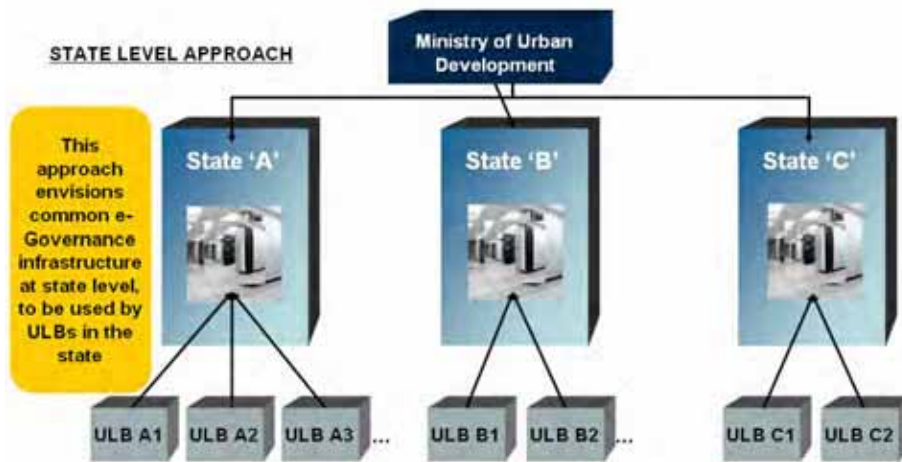 STATE LEVEL APPROACH
Ministry of Urban
Development
This
approach
envisions
common e-
Governance
infrastructure
at state level,
to be used by
ULBs in the
state
State ‘A’
State ‘B’
State ‘C’
ULB A1
ULB A2
ULB A3
...
ULB B1
ULB B2
...
ULB C1
ULB C2